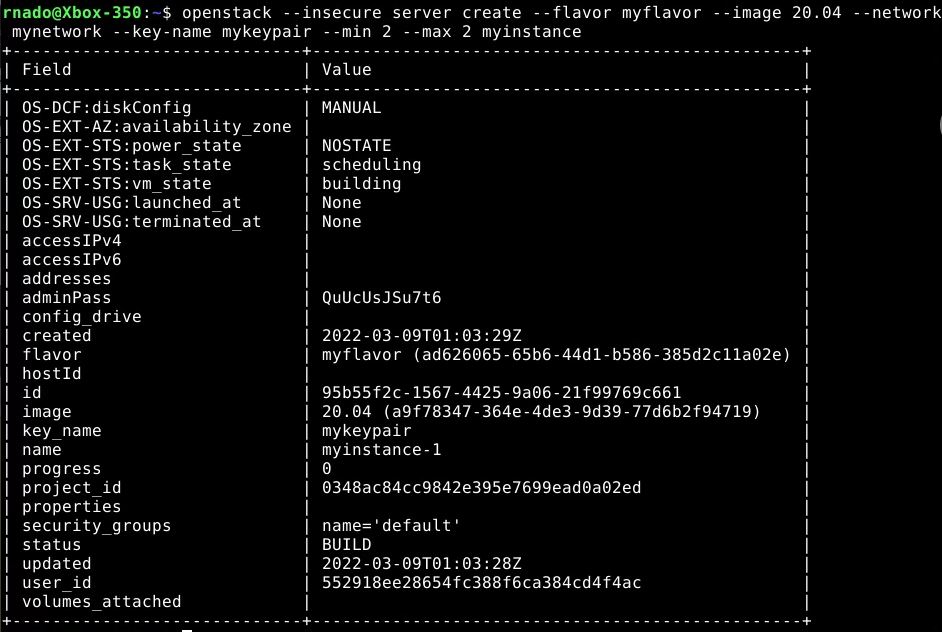 rnado@Xbox-350:~$ openstack --insecure server create --flavor myflavor --image 20.04 --network
 mynetwork --key-name mykeypair --min 2 --max 2 myinstance
+-----------------------------+-------------------------------------------------+
| Field                       | Value                                           |
+-----------------------------+-------------------------------------------------+
| OS-DCF:diskConfig           | MANUAL                                          |
| OS-EXT-AZ:availability_zone |                                                 |
| OS-EXT-STS:power_state      | NOSTATE                                         |
| OS-EXT-STS:task_state       | scheduling                                      |
| OS-EXT-STS:vm_state         | building                                        |
| OS-SRV-USG:launched_at      | None                                            |
| OS-SRV-USG:terminated_at    | None                                            |
| accessIPv4                  |                                                 |
| accessIPv6                  |                                                 |
| addresses                   |                                                 |
| adminPass                   | QuUcUsJSu7t6                                    |
| config_drive                |                                                 |
| created                     | 2022-03-09T01:03:29Z                            |
| flavor                      | myflavor (ad626065-65b6-44d1-b586-385d2c11a02e) |
| hostId                      |                                                 |
| id                          | 95b55f2c-1567-4425-9a06-21f99769c661            |
| image                       | 20.04 (a9f78347-364e-4de3-9d39-77d6b2f94719)    |
| key_name                    | mykeypair                                       |
| name                        | myinstance-1                                    |
| progress                    | 0                                               |
| project_id                  | 0348ac84cc9842e395e7699ead0a02ed                |
| properties                  |                                                 |
| security_groups             | name='default'                                  |
| status                      | BUILD                                           |
| updated                     | 2022-03-09T01:03:28Z                            |
| user_id                     | 552918ee28654fc388f6ca384cd4f4ac                |
| volumes_attached            |                                                 |
+-----------------------------+-------------------------------------------------+